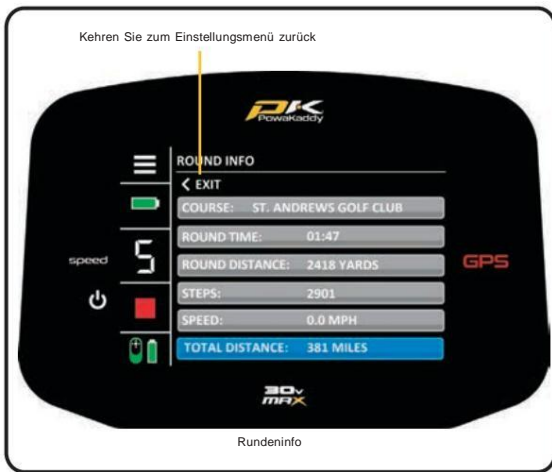 Kehren Sie zum Einstellungsmenü zurück
PK
PowaKaddy
ROUND INFO
< EXIT
COURSE: ST. ANDREWS GOLF CLUB
ROUND TIME: 01:47
speed 5 ROUND DISTANCE: 2418 YARDS GPS
STEPS: 2901
SPEED: 0.0 MPH
TOTAL DISTANCE: 381 MILES
30V
MAX
Rundeninfo